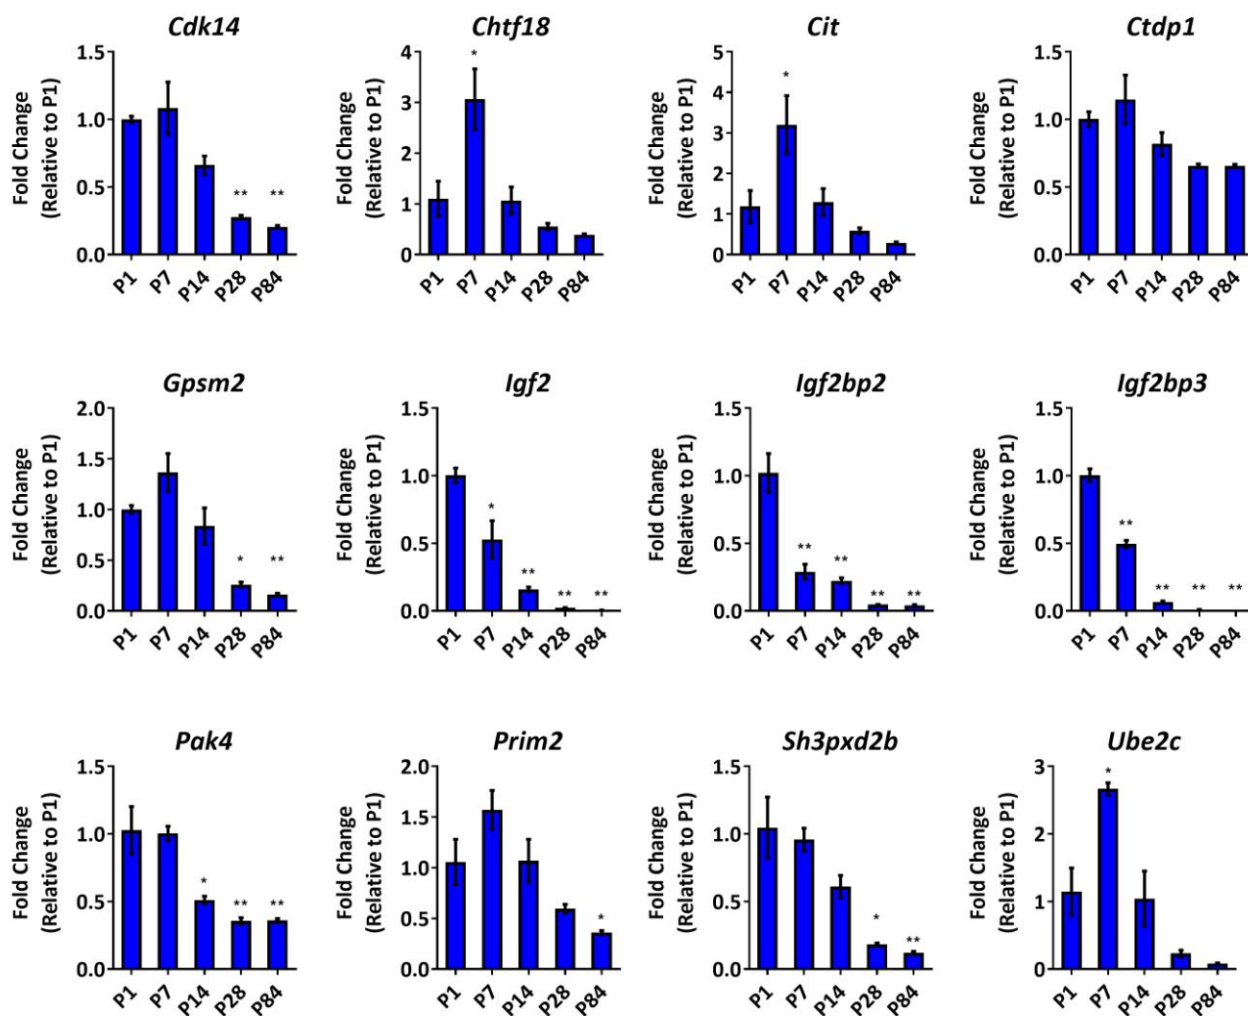 Cdk14
Chtf18
Cit
Ctdp1
Fold Change
(Relative to P1)
1.5
1.0
0.5
0.0
** **
P1 P7 P14 P28 P84
Fold Change
(Relative to P1)
4
3
2
1
0
*
P1 P7 P14 P28 P84
Fold Change
(Relative to P1)
5
4
3
2
1
0
*
P1 P7 P14 P28 P84
Fold Change
(Relative to P1)
1.5
1.0
0.5
0.0
P1 P7 P14 P28 P84
Gpsm2
Igf2
Igf2bp2
Igf2bp3
Fold Change
(Relative to P1)
2.0
1.5
1.0
0.5
0.0
* **
P1 P7 P14 P28 P84
Fold Change
(Relative to P1)
1.5
1.0
0.5
0.0
* ** ** **
P1 P7 P14 P28 P84
Fold Change
(Relative to P1)
1.5
1.0
0.5
0.0
** ** ** **
P1 P7 P14 P28 P84
Fold Change
(Relative to P1)
1.5
1.0
0.5
0.0
** ** ** **
P1 P7 P14 P28 P84
Pak4
Prim2
Sh3pxd2b
Ube2c
Fold Change
(Relative to P1)
1.5
1.0
0.5
0.0
* ** **
P1 P7 P14 P28 P84
Fold Change
(Relative to P1)
2.0
1.5
1.0
0.5
0.0
*
P1 P7 P14 P28 P84
Fold Change
(Relative to P1)
1.5
1.0
0.5
0.0
* **
P1 P7 P14 P28 P84
Fold Change
(Relative to P1)
3
2
1
0
*
P1 P7 P14 P28 P84